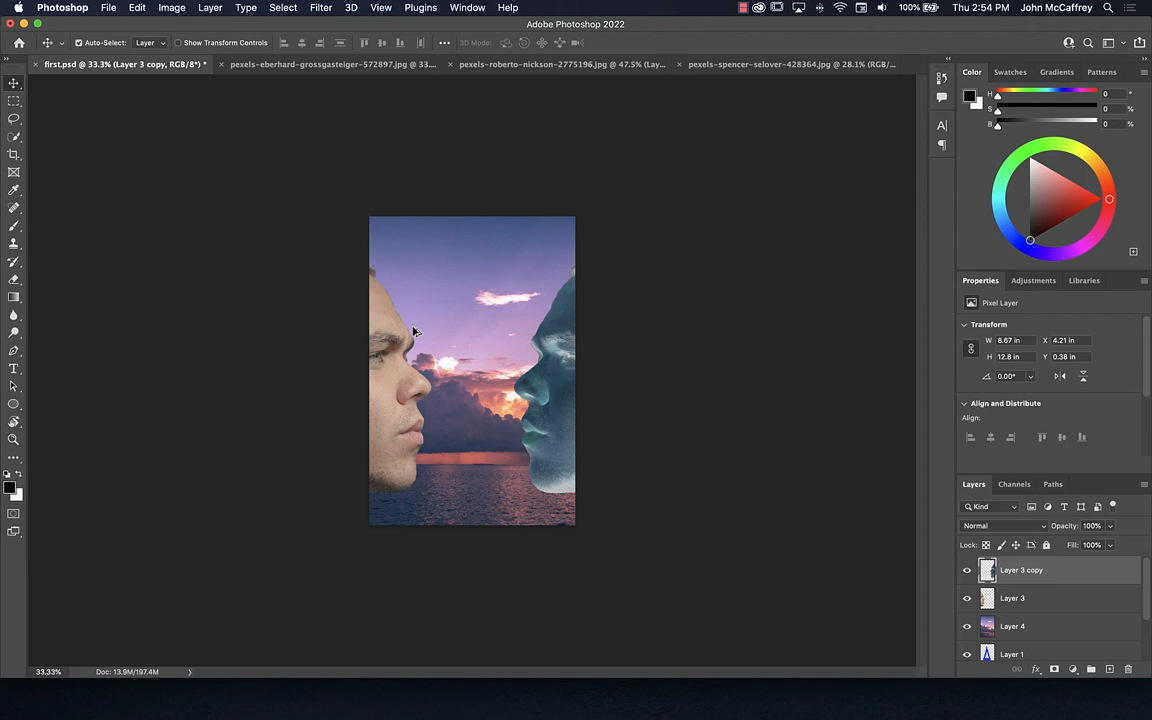 Photoshop File Edit Image Layer Type Select Filter 3D View Plugins Window Help 100% Thu 2:54 PM John McCaffrey
Adobe Photoshop 2022
Auto-Select: Layer Show Transform Controls 3D Mode:
first.psd @ 33.3% (Layer 3 copy, RGB/8*) * pexels-eberhard-grossgasteiger-572897.jpg @ 33.... pexels-roberto-nickson-2775196.jpg @ 47.5% (Lay... pexels-spencer-selover-428364.jpg @ 28.1% (RGB/...
Color Swatches Gradients Patterns
H 0 °
S 0 %
B 0 %
Properties Adjustments Libraries
Pixel Layer
Transform
W 8.67 in X 4.21 in
H 12.8 in Y 0.38 in
0.00°
Align and Distribute
Align:
Layers Channels Paths
Kind
Normal Opacity: 100%
Lock: Fill: 100%
Layer 3 copy
Layer 3
Layer 4
Layer 1
33.33% Doc: 13.9M/197.4M